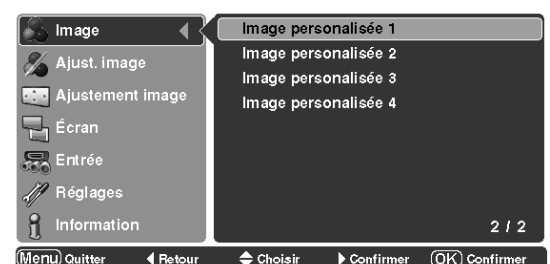 Image
Ajust. image
Ajustement image
Écran
Entrée
Réglages
Information
Image personalisée 1
Image personalisée 2
Image personalisée 3
Image personalisée 4
2 / 2
Menu Quitter Retour Choisir Confirmer OK Confirmer